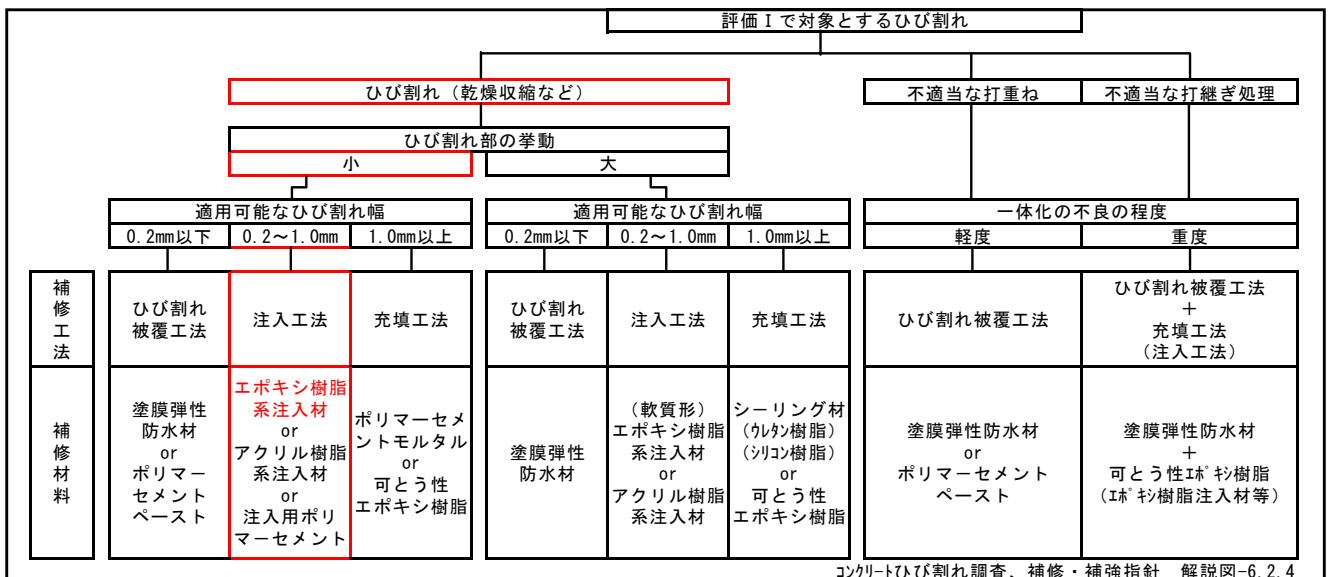 評価Ⅰで対象とするひび割れ
ひび割れ（乾燥収縮など）
不適当な打重ね
不適当な打継ぎ処理
ひび割れ部の挙動
小
大
適用可能なひび割れ幅
適用可能なひび割れ幅
一体化の不良の程度
0.2mm以下
0.2～1.0mm
1.0mm以上
0.2mm以下
0.2～1.0mm
1.0mm以上
軽度
重度
補
修
工
法
ひび割れ
被覆工法
注入工法
充填工法
ひび割れ
被覆工法
注入工法
充填工法
ひび割れ被覆工法
ひび割れ被覆工法
＋
充填工法
（注入工法）
補
修
材
料
塗膜弾性
防水材
or
ポリマー
セメント
ペースト
エポキシ樹脂
系注入材
or
アクリル樹脂
系注入材
or
注入用ポリ
マーセメント
ポリマーセメ
ントモルタル
or
可とう性
エポキシ樹脂
塗膜弾性
防水材
（軟質形）
エポキシ樹脂
系注入材
or
アクリル樹脂
系注入材
シーリング材
（ｳﾚﾀﾝ樹脂）
（ｼﾘｺﾝ樹脂）
or
可とう性
エポキシ樹脂
塗膜弾性防水材
or
ポリマーセメント
ペースト
塗膜弾性防水材
＋
可とう性ｴﾎﾟｷｼ樹脂
（ｴﾎﾟｷｼ樹脂注入材等）
ｺﾝｸﾘｰﾄひび割れ調査、補修・補強指針　解説図-6.2.4